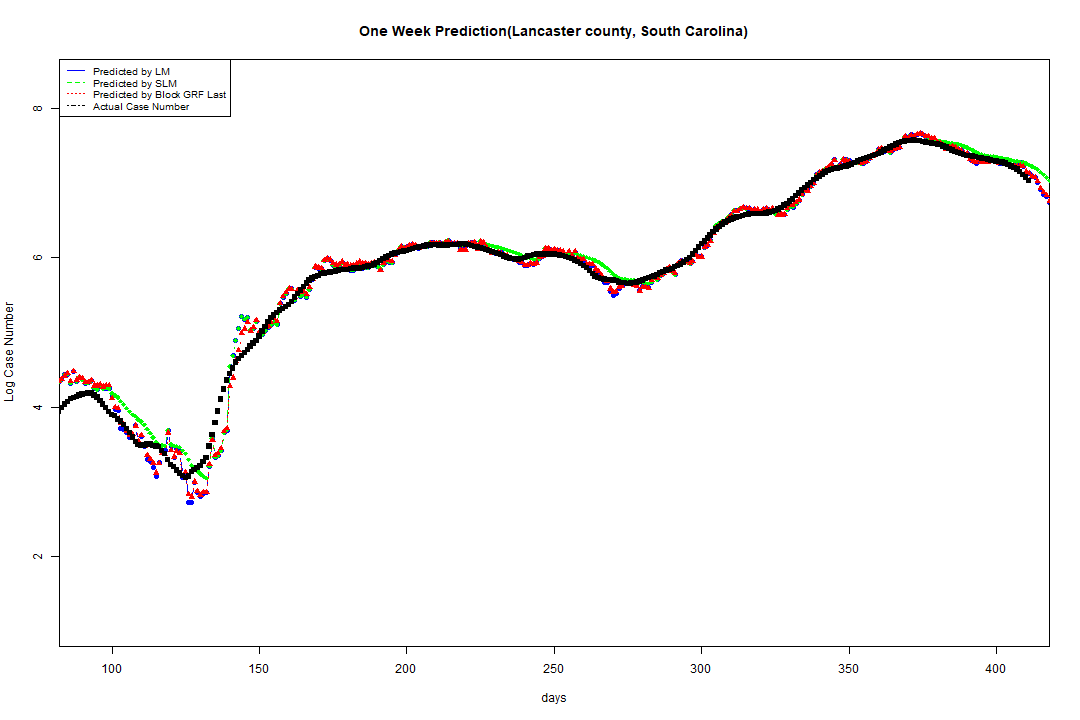 One Week Prediction(Lancaster county, South Carolina)
Predicted by LM
Predicted by SLM
Predicted by Block GRF Last
Actual Case Number
8
6
4
2
Log Case Number
100 150 200 250 300 350 400
days